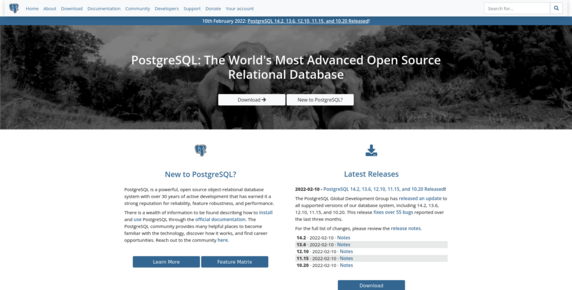 Home About Download Documentation Community Developers Support Donate Your account
Search for...
10th February 2022: PostgreSQL 14.2, 13.6, 12.10, 11.15, and 10.20 Released!
PostgreSQL: The World's Most Advanced Open Source
Relational Database
Download
New to PostgreSQL?
New to PostgreSQL?
PostgreSQL is a powerful, open source object-relational database
system with over 30 years of active development that has earned it a
strong reputation for reliability, feature robustness, and performance.
There is a wealth of information to be found describing how to install
and use PostgreSQL through the official documentation. The
PostgreSQL community provides many helpful places to become
familiar with the technology, discover how it works, and find career
opportunities. Reach out to the community here.
Learn More
Feature Matrix
Latest Releases
2022-02-10 - PostgreSQL 14.2, 13.6, 12.10, 11.15, and 10.20 Released!
The PostgreSQL Global Development Group has released an update to
all supported versions of our database system, including 14.2, 13.6,
12.10, 11.15, and 10.20. This release fixes over 55 bugs reported over
the last three months.
For the full list of changes, please review the release notes.
14.2 · 2022-02-10 · Notes
13.6 · 2022-02-10 · Notes
12.10 · 2022-02-10 · Notes
11.15 · 2022-02-10 · Notes
10.20 · 2022-02-10 · Notes
Download